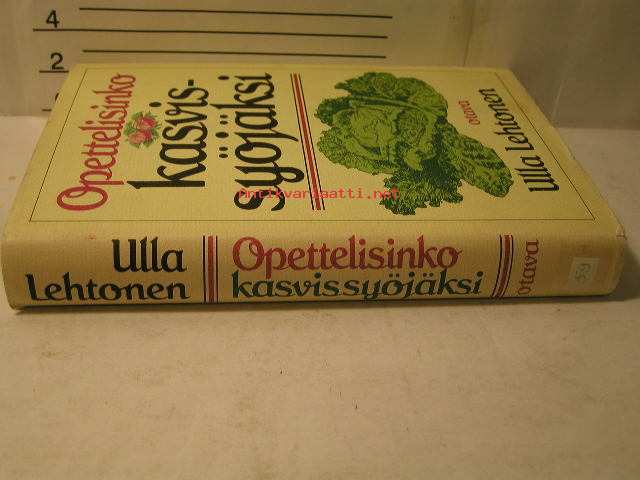 4
2
Opettelisinko
kasvis-
syöjäksi
otava
Ulla Lehtonen
Antikvariaatti.net
Ulla
Lehtonen
Opettelisinko
kasvissyöjäksi
otava